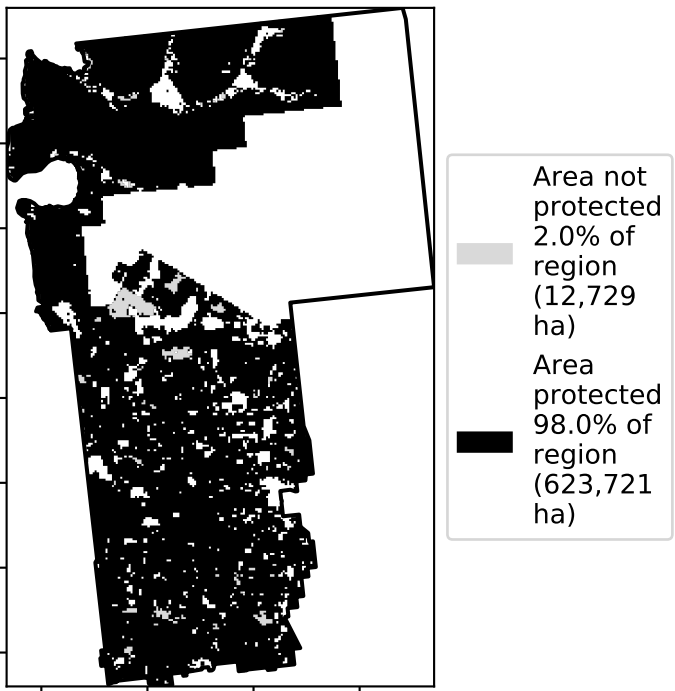 Area not
protected
2.0% of
region
(12,729
ha)
Area
protected
98.0% of
region
(623,721
ha)